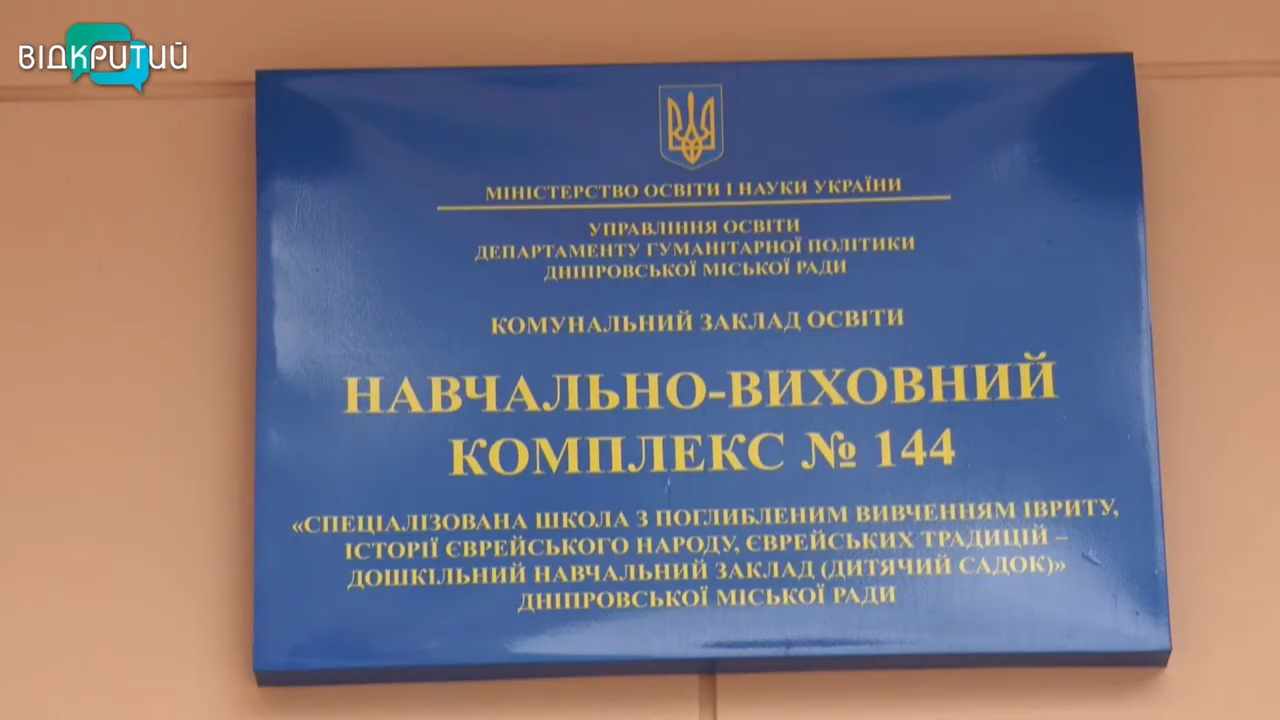 ВІДКРИТИЙ
МІНІСТЕРСТВО ОСВІТИ І НАУКИ УКРАЇНИ
УПРАВЛІННЯ ОСВІТИ
ДЕПАРТАМЕНТУ ГУМАНІТАРНОЇ ПОЛІТИКИ
ДНІПРОВСЬКОЇ МІСЬКОЇ РАДИ
КОМУНАЛЬНИЙ ЗАКЛАД ОСВІТИ
НАВЧАЛЬНО-ВИХОВНИЙ
КОМПЛЕКС № 144
«СПЕЦІАЛІЗОВАНА ШКОЛА З ПОГЛИБЛЕНИМ ВИВЧЕННЯМ ІВРИТУ,
ІСТОРІЇ ЄВРЕЙСЬКОГО НАРОДУ, ЄВРЕЙСЬКИХ ТРАДИЦІЙ –
ДОШКІЛЬНИЙ НАВЧАЛЬНИЙ ЗАКЛАД (ДИТЯЧИЙ САДОК)»
ДНІПРОВСЬКОЇ МІСЬКОЇ РАДИ